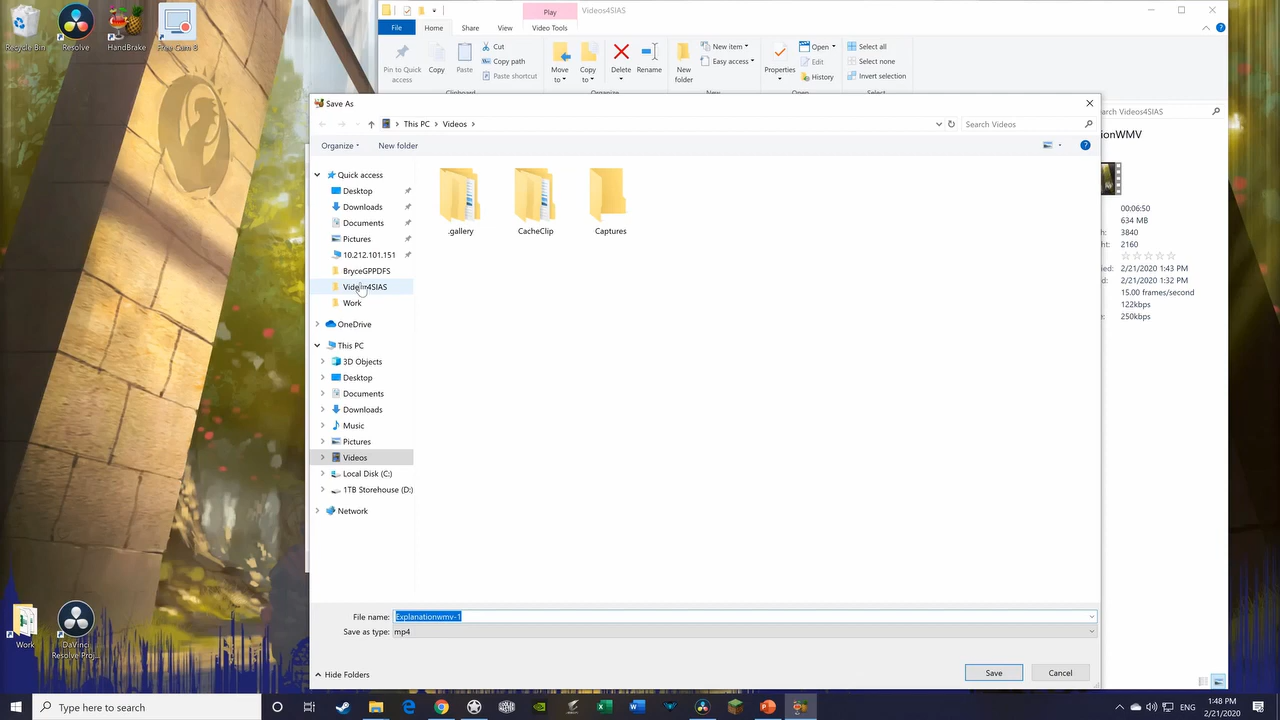 Recycle Bin
Resolve
HandBrake
Free Cam 8
Play
Videos4SIAS
File
Home
Share
View
Video Tools
Pin to Quick
access
Copy
Paste
Cut
Copy path
Paste shortcut
Move
to
Copy
to
Delete
Rename
New
folder
New item
Easy access
Properties
Open
Edit
History
Select all
Select none
Invert selection
Clipboard
Organize
New
Open
Select
Save As
This PC
Videos
Search Videos
arch Videos4SIAS
Organize
New folder
ionWMV
Quick access
Desktop
Downloads
Documents
Pictures
10.212.101.151
BryceGPPDFS
Videos4SIAS
Work
OneDrive
This PC
3D Objects
Desktop
Documents
Downloads
Music
Pictures
Videos
Local Disk (C:)
1TB Storehouse (D:)
Network
.gallery
CacheClip
Captures
00:06:50
634 MB
th: 3840
ght: 2160
ied: 2/21/2020 1:43 PM
ed: 2/21/2020 1:32 PM
15.00 frames/second
122kbps
250kbps
File name: Explanationwmv-1
Save as type: mp4
Hide Folders
Save
Cancel
Work
DaVinci
Resolve Proj...
Type here to search
1:48 PM
2/21/2020